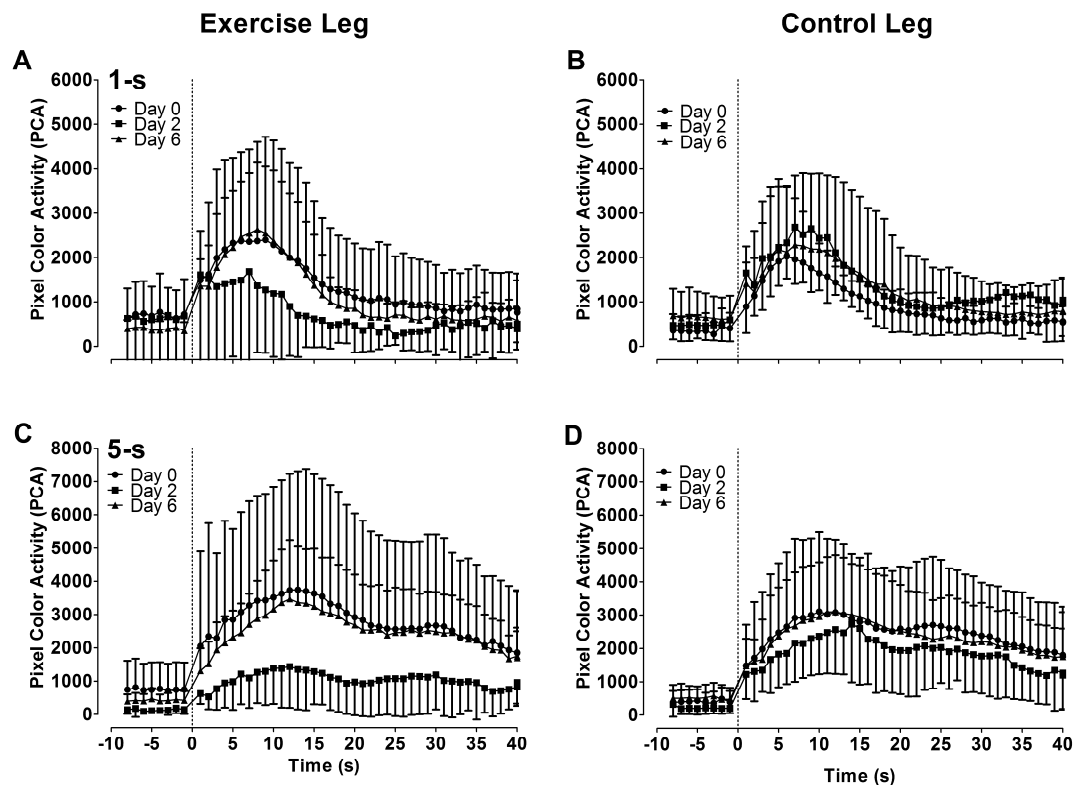 Exercise Leg
Control Leg
A
1-s
Pixel Color Activity (PCA)
6000
5000
4000
3000
2000
1000
0
Day 0
Day 2
Day 6
B
Pixel Color Activity (PCA)
6000
5000
4000
3000
2000
1000
0
Day 0
Day 2
Day 6
C
5-s
Pixel Color Activity (PCA)
8000
7000
6000
5000
4000
3000
2000
1000
0
Day 0
Day 2
Day 6
-10 -5 0 5 10 15 20 25 30 35 40
Time (s)
D
Pixel Color Activity (PCA)
8000
7000
6000
5000
4000
3000
2000
1000
0
Day 0
Day 2
Day 6
-10 -5 0 5 10 15 20 25 30 35 40
Time (s)